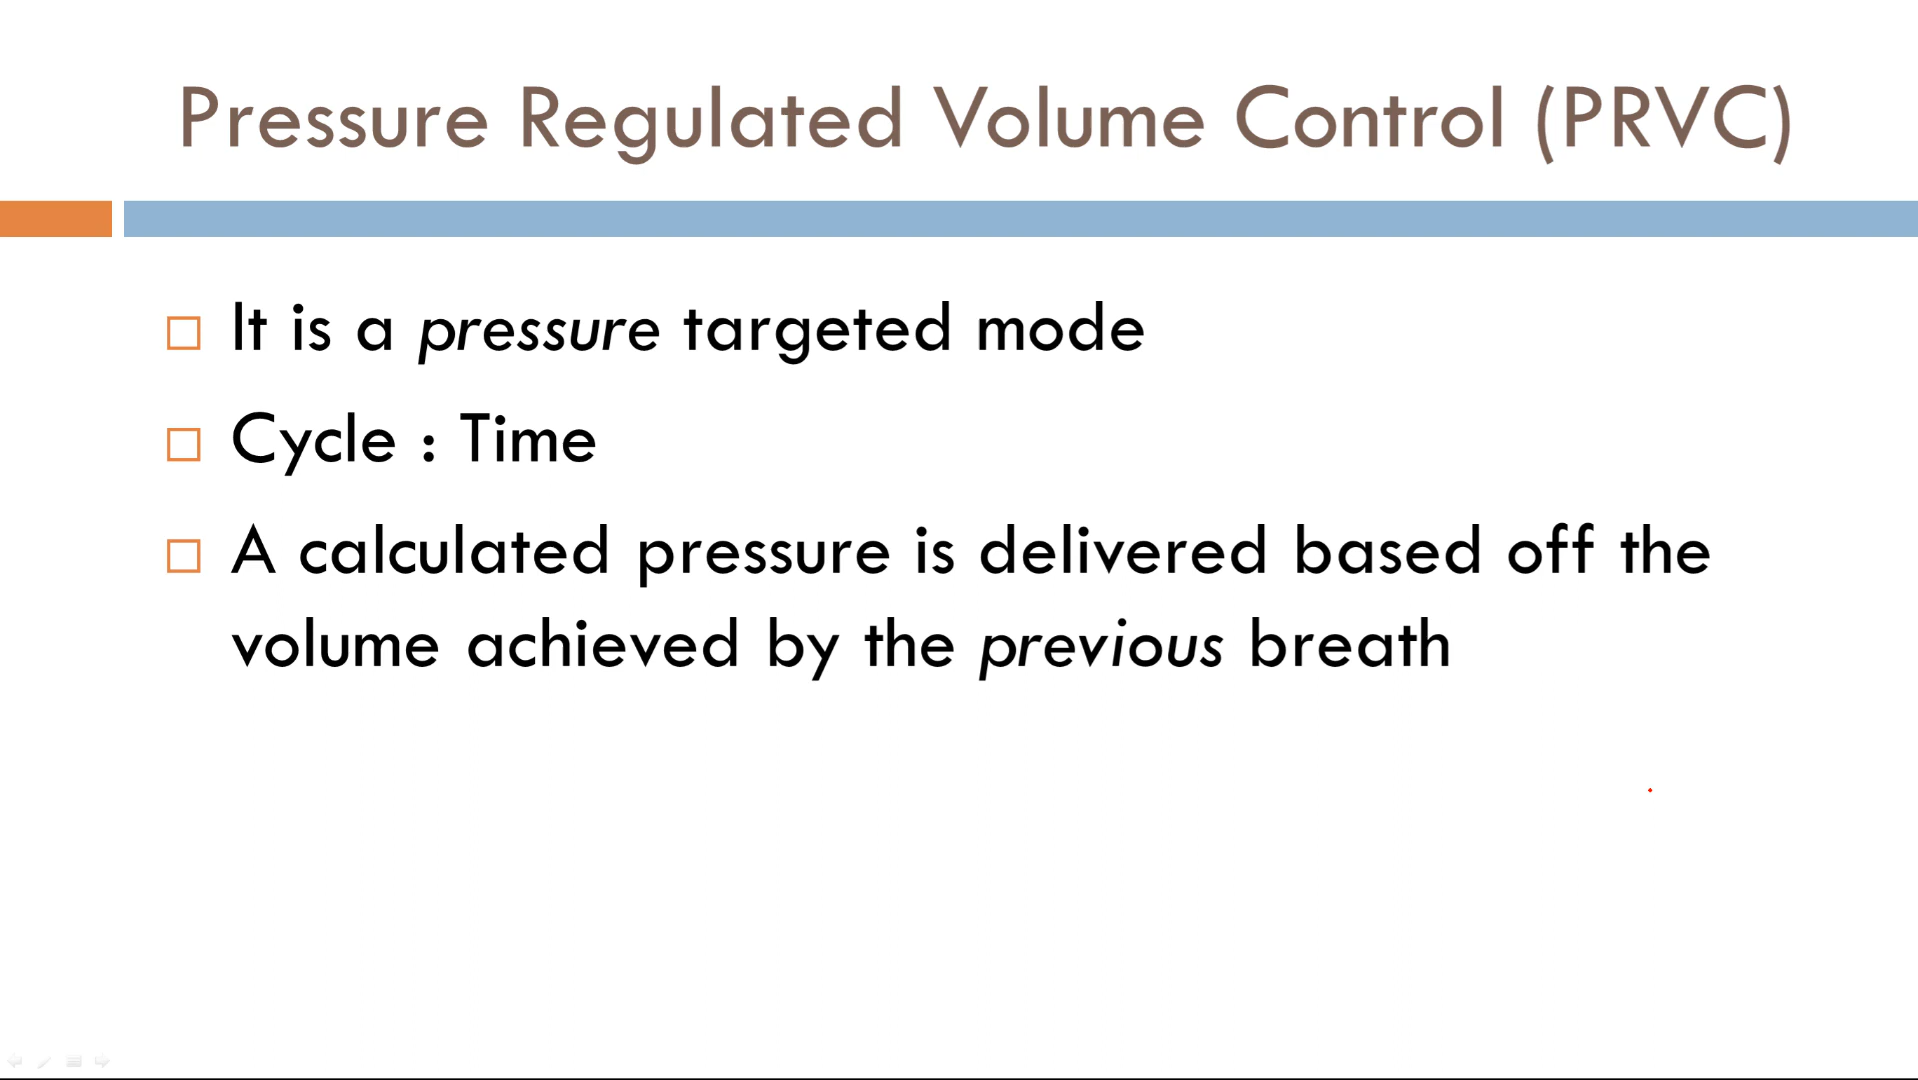 Pressure Regulated Volume Control (PRVC)
It is a pressure targeted mode
Cycle : Time
A calculated pressure is delivered based off the
volume achieved by the previous breath